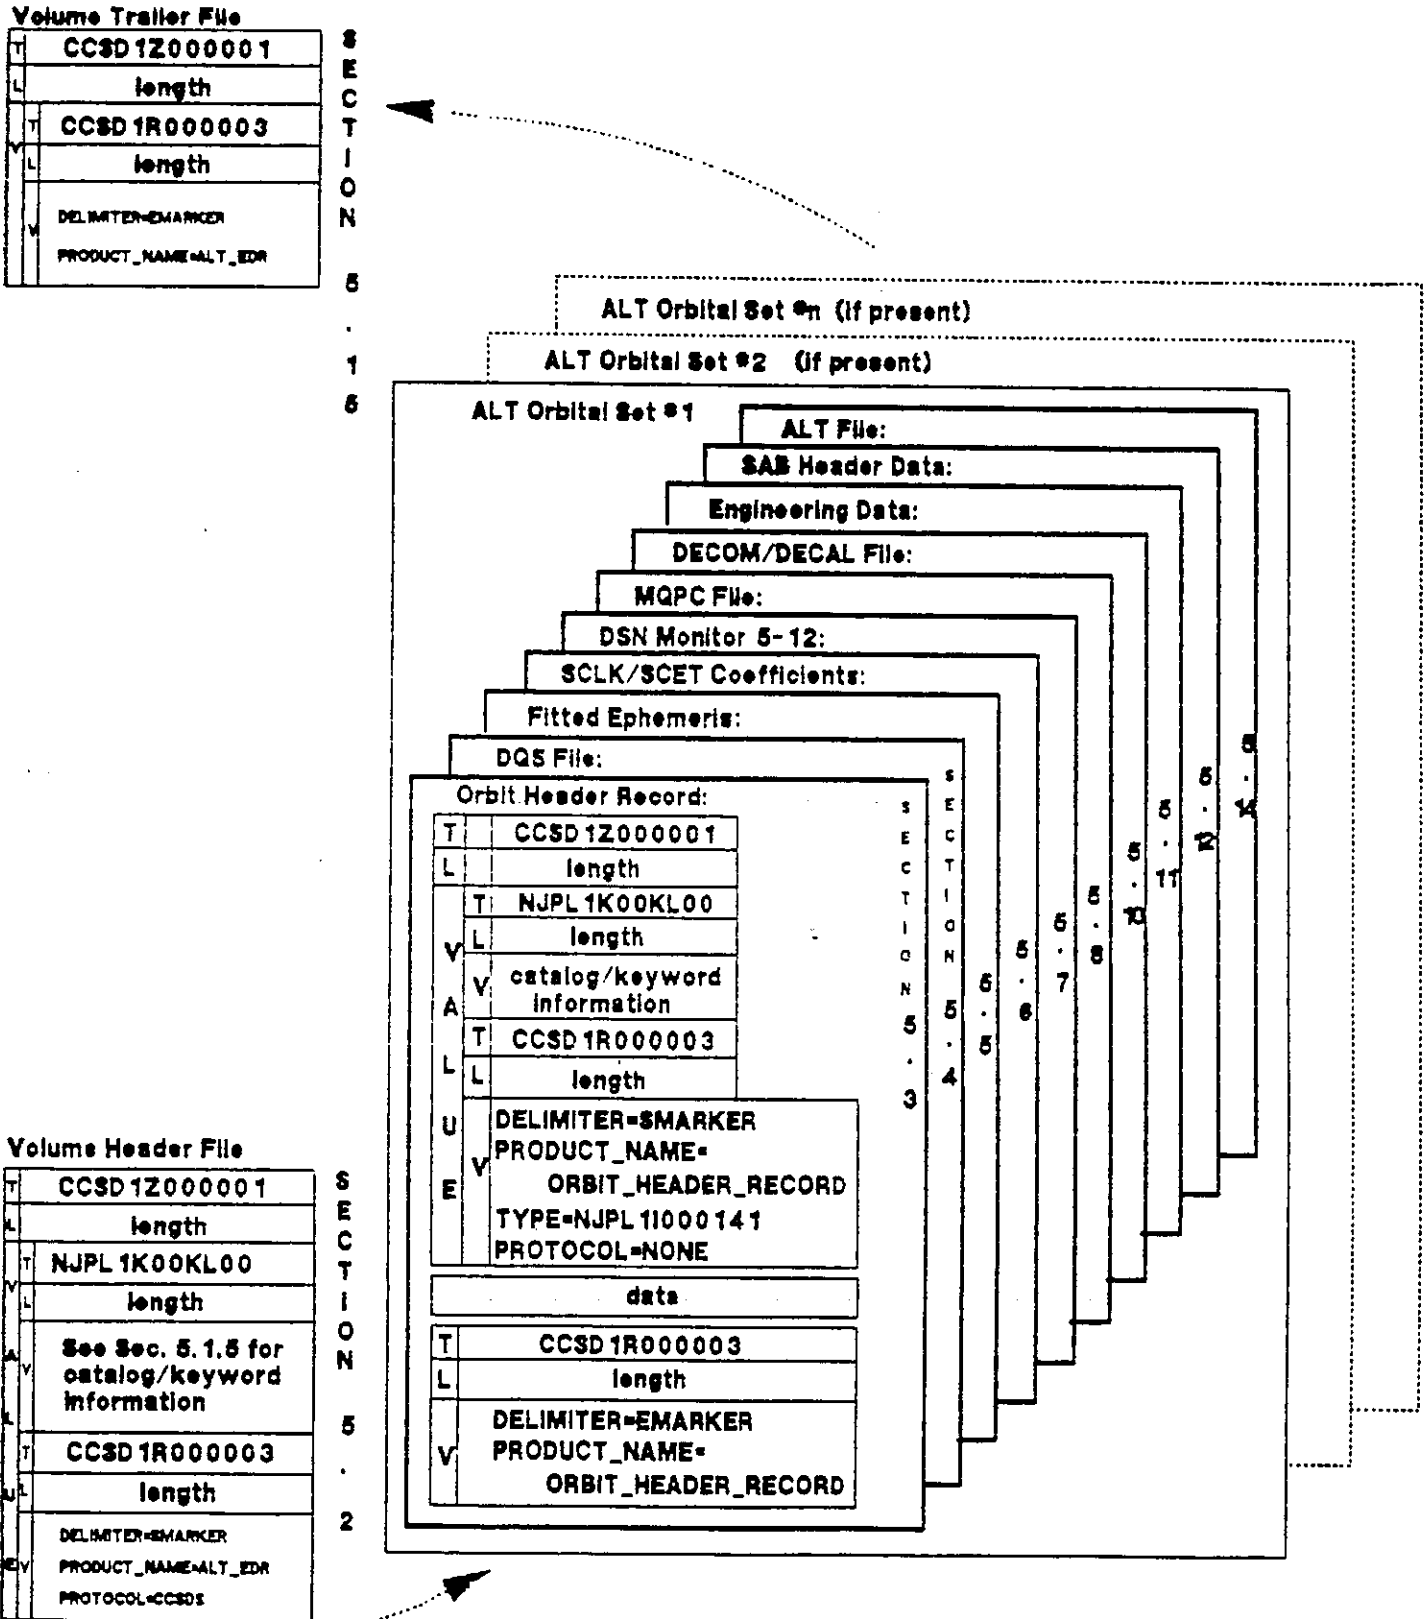 Volume Trailer File
T CCSD1Z000001
L length
V
T CCSD1R000003
L length
V DELIMITER=EMARKER
PRODUCT_NAME=ALT_EDR
SECTION 5.15
ALT Orbital Set #n (if present)
ALT Orbital Set #2 (if present)
ALT Orbital Set #1
ALT File:
SAB Header Data:
Engineering Data:
DECOM/DECAL File:
MQPC File:
DSN Monitor 5-12:
SCLK/SCET Coefficients:
Fitted Ephemeris:
DQS File:
Orbit Header Record:
T CCSD1Z000001
L length
VALUE
T NJPL1K00KL00
L length
V catalog/keyword
information
T CCSD1R000003
L length
V DELIMITER=SMARKER
PRODUCT_NAME=
ORBIT_HEADER_RECORD
TYPE=NJPL1I000141
PROTOCOL=NONE
data
T CCSD1R000003
L length
V DELIMITER=EMARKER
PRODUCT_NAME=
ORBIT_HEADER_RECORD
SECTION 5.3
SECTION 5.4
5.5
5.6
5.7
5.8
5.10
5.11
5.12
5.14
Volume Header File
T CCSD1Z000001
L length
VALUE
T NJPL1K00KL00
L length
V See Sec. 5.1.5 for
catalog/keyword
information
T CCSD1R000003
L length
V DELIMITER=SMARKER
PRODUCT_NAME=ALT_EDR
PROTOCOL=CCSDS
SECTION 5.2